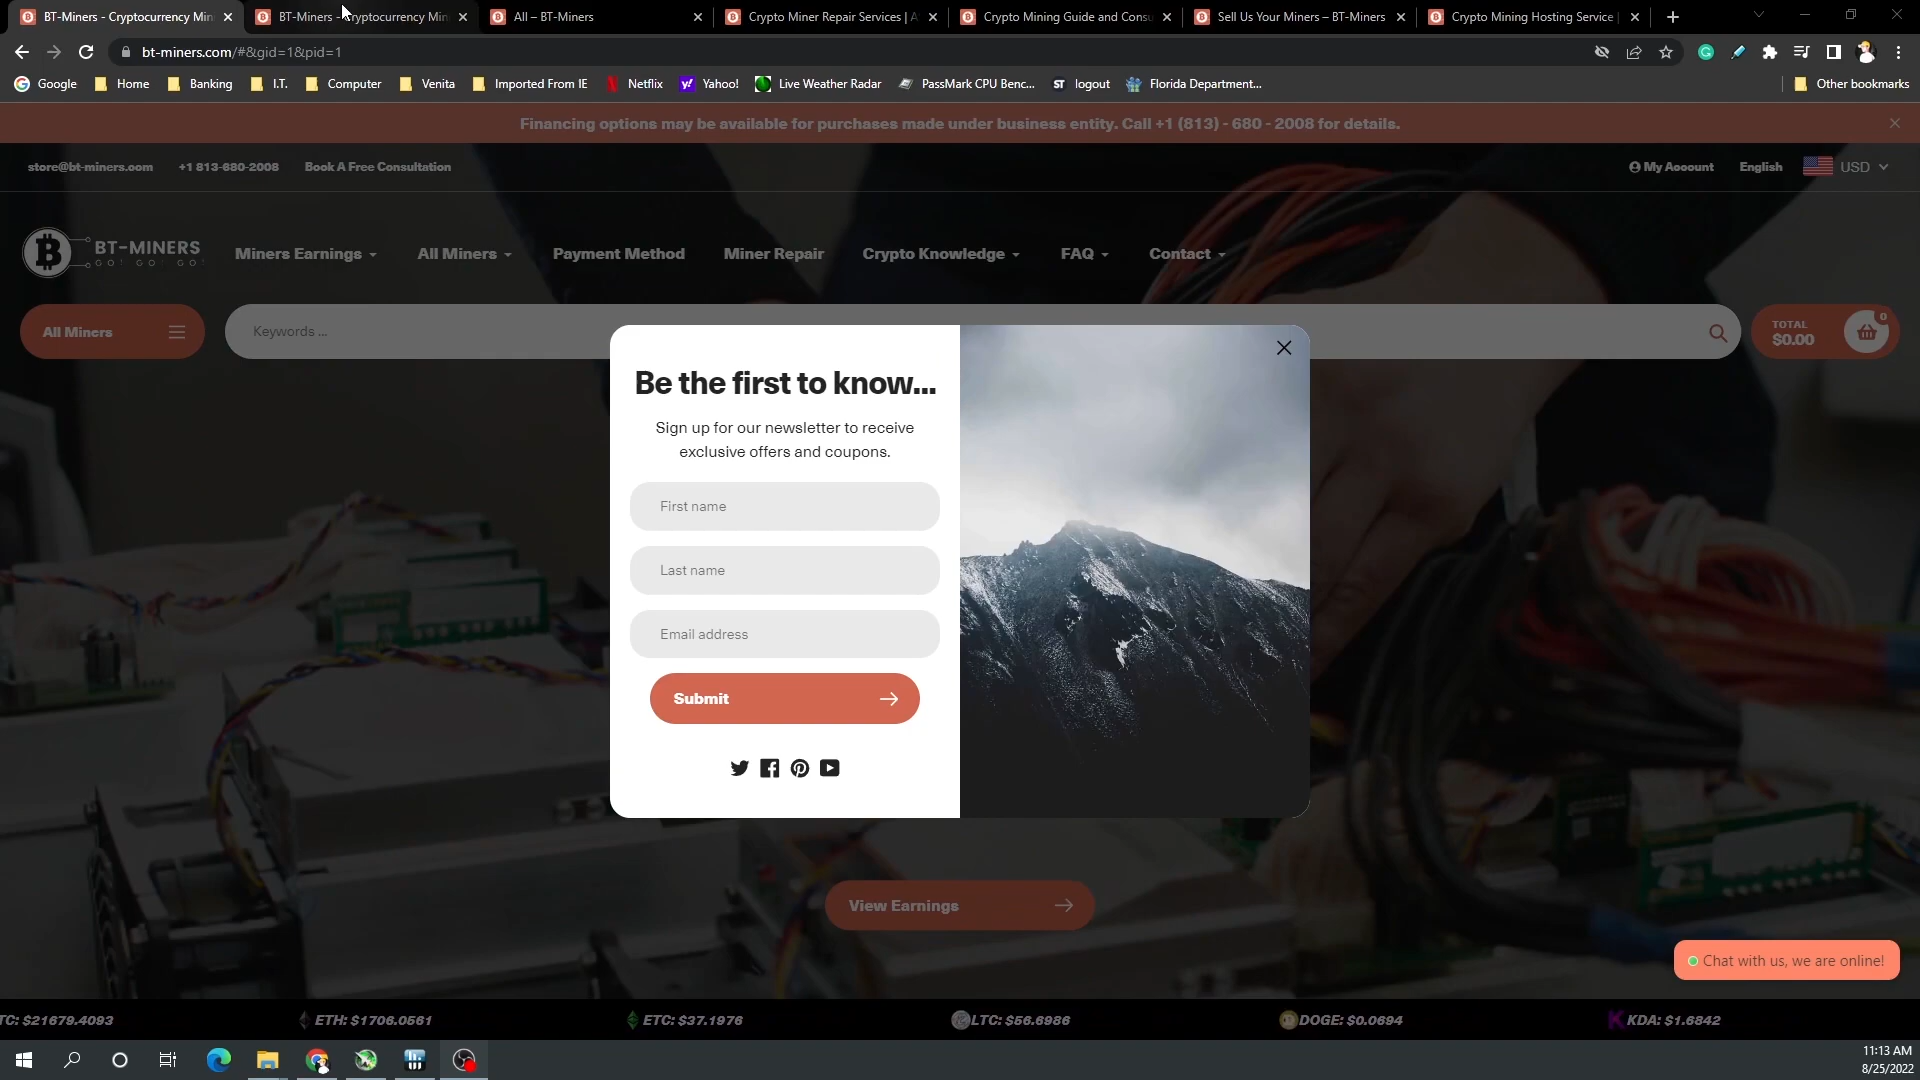 BT-Miners - Cryptocurrency Min
BT-Miners - Cryptocurrency Min
All – BT-Miners
Crypto Miner Repair Services | A
Crypto Mining Guide and Consu
Sell Us Your Miners – BT-Miners
Crypto Mining Hosting Service |
bt-miners.com/#&gid=1&pid=1
Google
Home
Banking
I.T.
Computer
Venita
Imported From IE
Netflix
Yahoo!
Live Weather Radar
PassMark CPU Benc...
logout
Florida Department...
Other bookmarks
Financing options may be available for purchases made under business entity. Call +1 (813) - 680 - 2008 for details.
store@bt-miners.com
+1 813-680-2008
Book A Free Consultation
My Account
English
USD
BT-MINERS
GO! GO! GO!
Miners Earnings
All Miners
Payment Method
Miner Repair
Crypto Knowledge
FAQ
Contact
All Miners
Keywords ...
TOTAL
$0.00
0
Be the first to know...
Sign up for our newsletter to receive
exclusive offers and coupons.
First name
Last name
Email address
Submit
View Earnings
Chat with us, we are online!
TC: $21679.4093
ETH: $1706.0561
ETC: $37.1976
LTC: $56.6986
DOGE: $0.0694
KDA: $1.6842
11:13 AM
8/25/2022